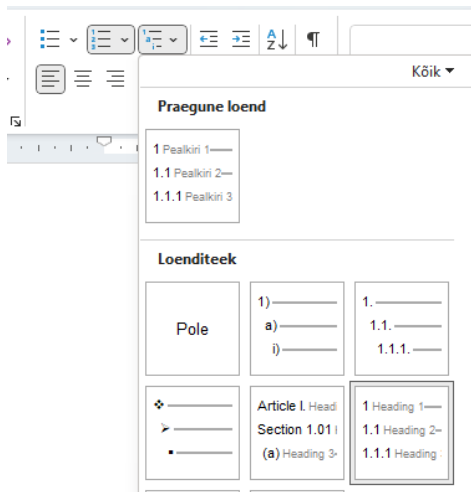 Kõik
Praegune loend
1 Pealkiri 1
1.1 Pealkiri 2
1.1.1 Pealkiri 3
Loenditeek
Pole
1)
a)
i)
1.
1.1.
1.1.1.
Article I. Headi
Section 1.01
(a) Heading 3
1 Heading 1
1.1 Heading 2
1.1.1 Heading